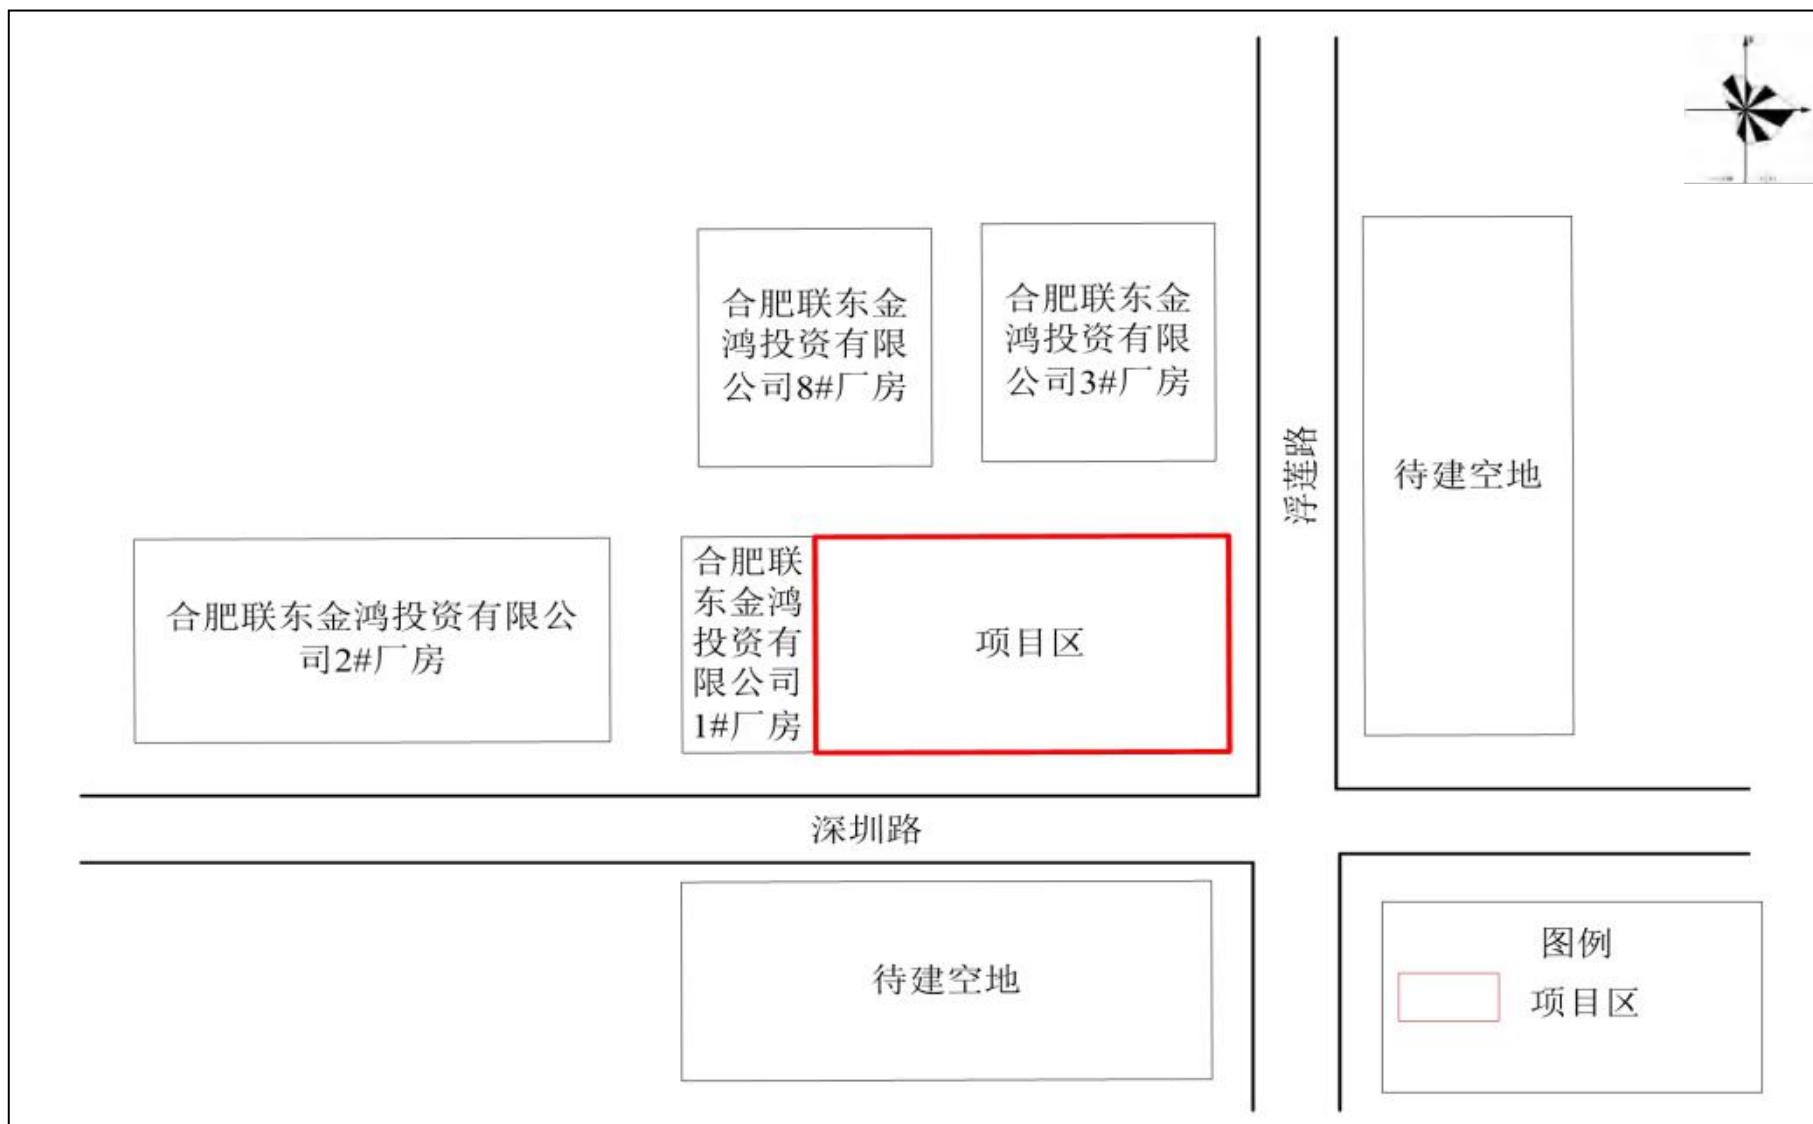 合肥联东金
鸿投资有限
公司8#厂房
合肥联东金
鸿投资有限
公司3#厂房
浮莲路
待建空地
合肥联东金鸿投资有限公
司2#厂房
合肥联
东金鸿
投资有
限公司
1#厂房
项目区
深圳路
待建空地
图例
项目区